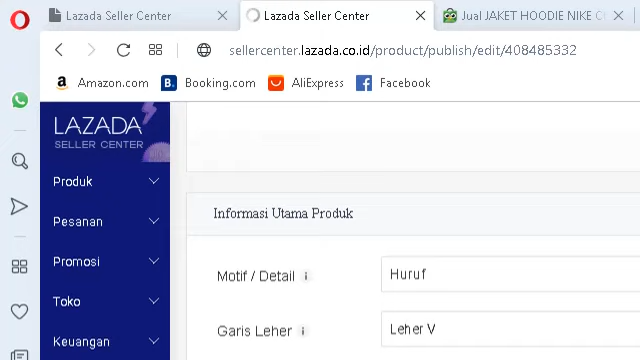 Lazada Seller Center
Lazada Seller Center
Jual JAKET HOODIE NIKE
sellercenter.lazada.co.id/product/publish/edit/408485332
Amazon.com
B. Booking.com
AliExpress
Facebook
LAZADA
SELLER CENTER
Produk
Pesanan
Promosi
Toko
Keuangan
Informasi Utama Produk
Motif / Detail
Huruf
Garis Leher
Leher V